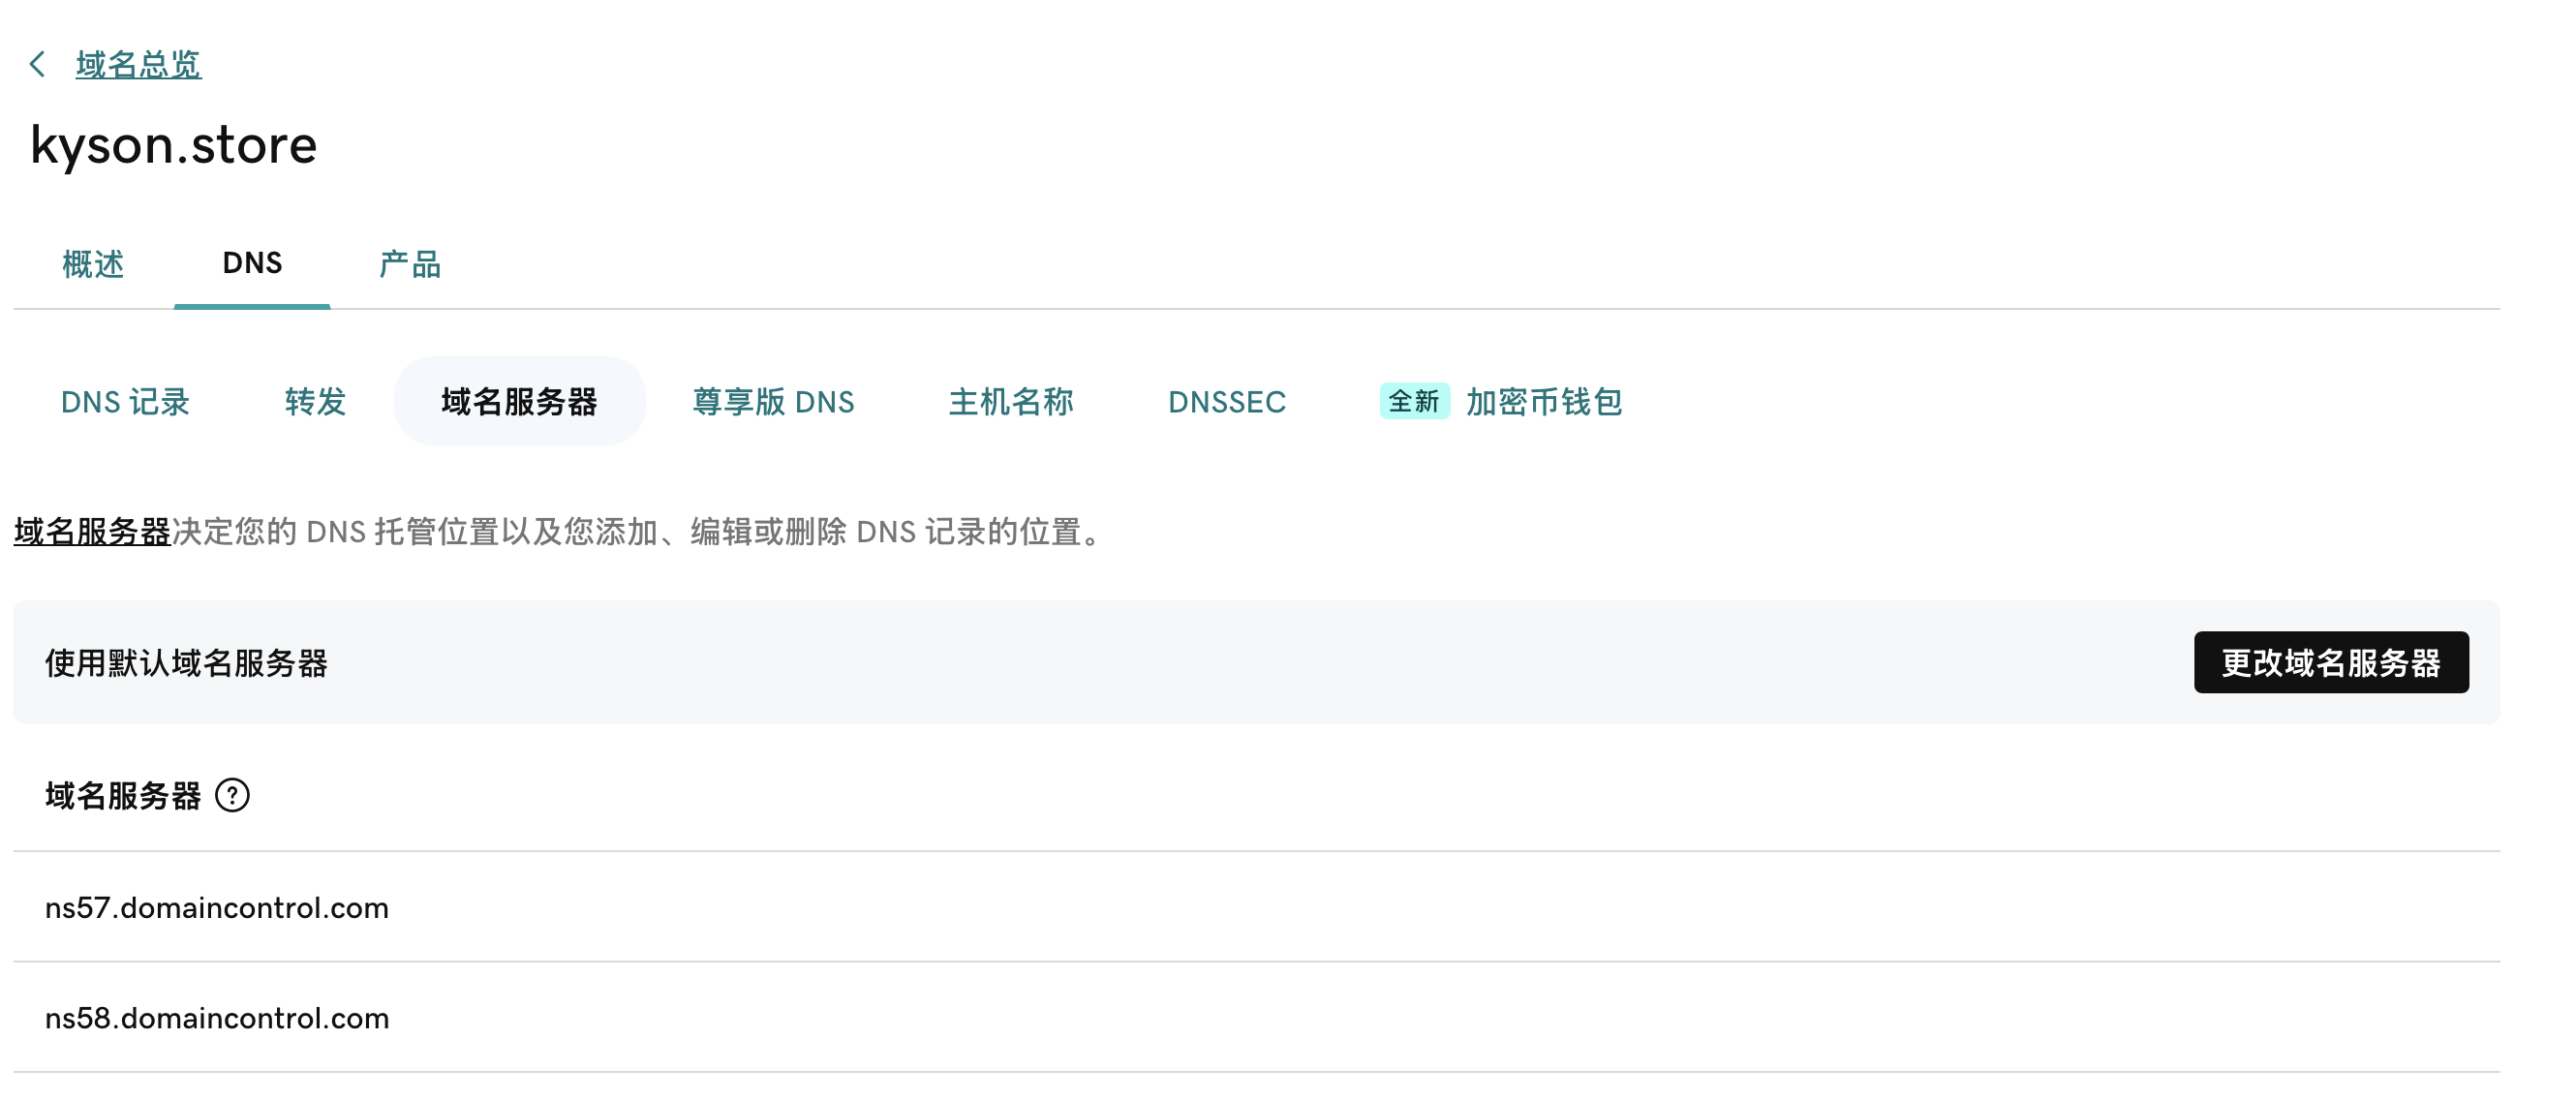 域名总览
kyson.store
概述 DNS 产品
DNS 记录 转发 域名服务器 尊享版 DNS 主机名称 DNSSEC 全新 加密币钱包
域名服务器决定您的 DNS 托管位置以及您添加、编辑或删除 DNS 记录的位置。
使用默认域名服务器 更改域名服务器
域名服务器 ?
ns57.domaincontrol.com
ns58.domaincontrol.com